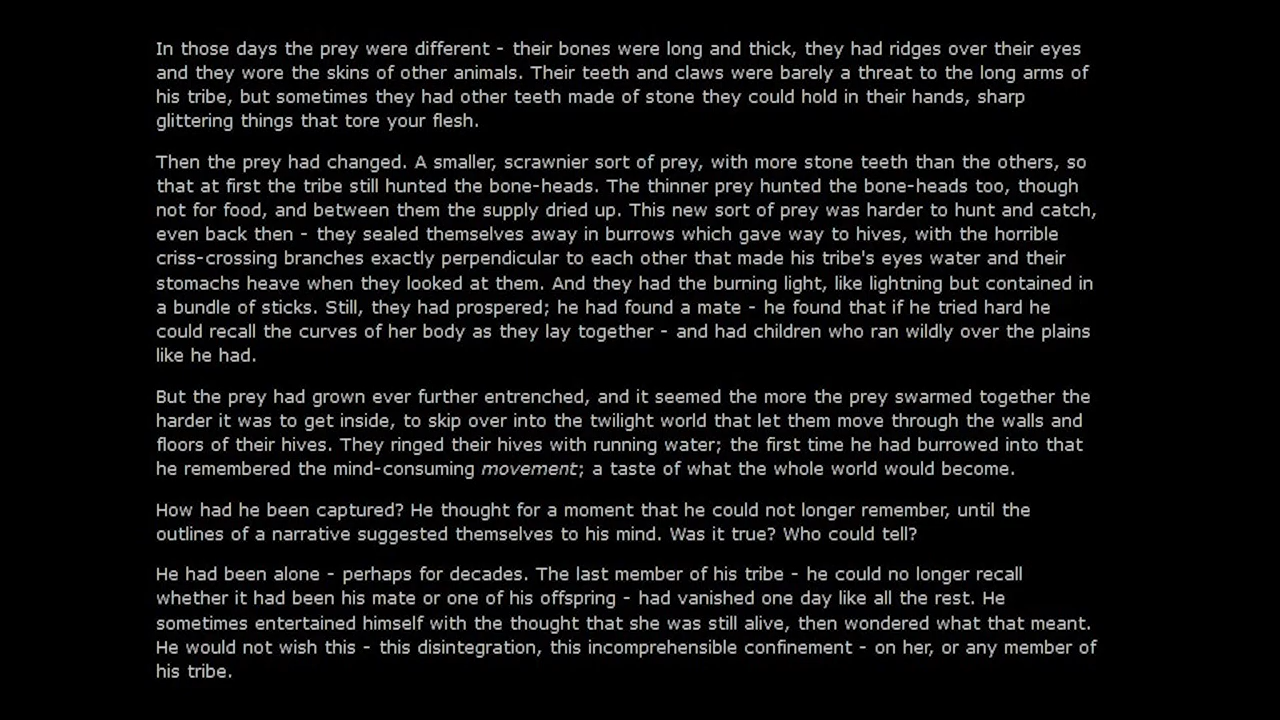 In those days the prey were different - their bones were long and thick, they had ridges over their eyes
and they wore the skins of other animals. Their teeth and claws were barely a threat to the long arms of
his tribe, but sometimes they had other teeth made of stone they could hold in their hands, sharp
glittering things that tore your flesh.
Then the prey had changed. A smaller, scrawnier sort of prey, with more stone teeth than the others, so
that at first the tribe still hunted the bone-heads. The thinner prey hunted the bone-heads too, though
not for food, and between them the supply dried up. This new sort of prey was harder to hunt and catch,
even back then - they sealed themselves away in burrows which gave way to hives, with the horrible
criss-crossing branches exactly perpendicular to each other that made his tribe's eyes water and their
stomachs heave when they looked at them. And they had the burning light, like lightning but contained in
a bundle of sticks. Still, they had prospered; he had found a mate - he found that if he tried hard he
could recall the curves of her body as they lay together - and had children who ran wildly over the plains
like he had.
But the prey had grown ever further entrenched, and it seemed the more the prey swarmed together the
harder it was to get inside, to skip over into the twilight world that let them move through the walls and
floors of their hives. They ringed their hives with running water; the first time he had burrowed into that
he remembered the mind-consuming movement; a taste of what the whole world would become.
How had he been captured? He thought for a moment that he could not longer remember, until the
outlines of a narrative suggested themselves to his mind. Was it true? Who could tell?
He had been alone - perhaps for decades. The last member of his tribe - he could no longer recall
whether it had been his mate or one of his offspring - had vanished one day like all the rest. He
sometimes entertained himself with the thought that she was still alive, then wondered what that meant.
He would not wish this - this disintegration, this incomprehensible confinement - on her, or any member of
his tribe.